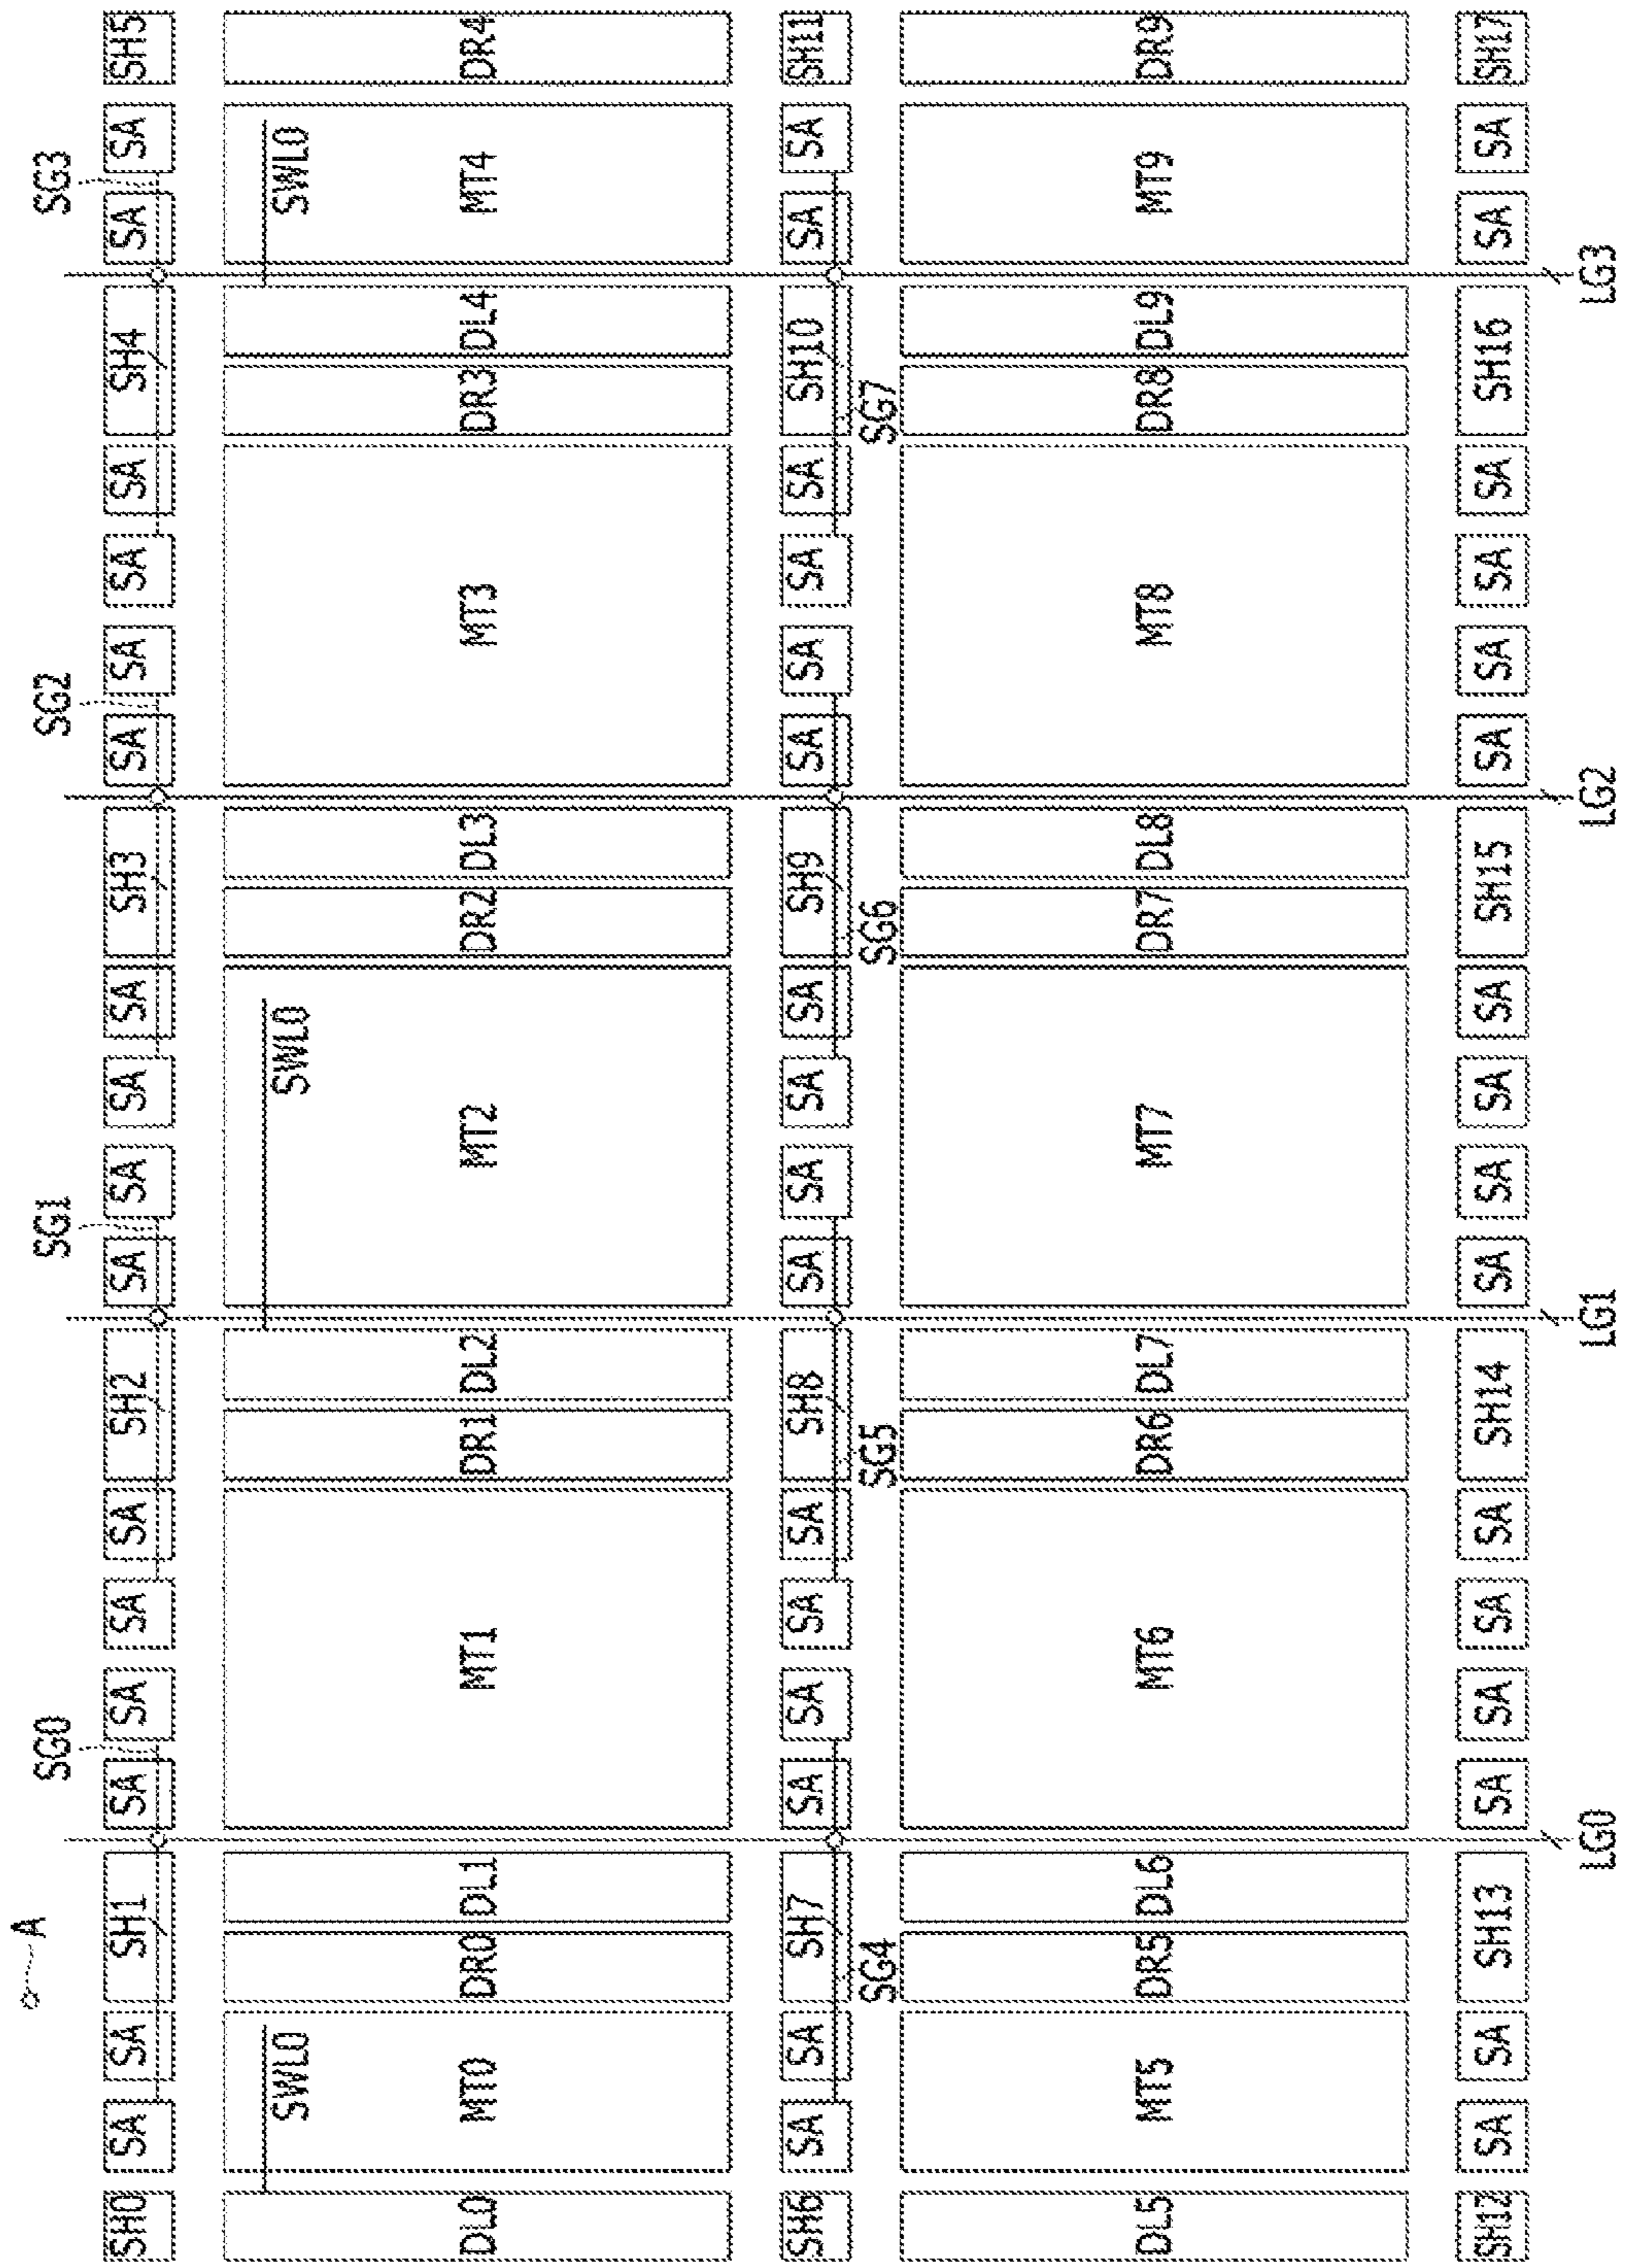 A
SG0 SG1 SG2 SG3
SH0 SA SA SH1 SA SA SA SA SH2 SA SA SA SA SH3 SA SA SA SA SH4 SA SA SH5
SWL0 SWL0 SWL0
DL0 MT0 DR0 DL1 MT1 DR1 DL2 MT2 DR2 DL3 MT3 DR3 DL4 MT4 DR4
SH6 SA SA SH7 SA SA SA SA SH8 SA SA SA SA SH9 SA SA SA SA SH10 SA SA SH11
SG4 SG5 SG6 SG7
DL5 MT5 DR5 DL6 MT6 DR6 DL7 MT7 DR7 DL8 MT8 DR8 DL9 MT9 DR9
SH12 SA SA SH13 SA SA SA SA SH14 SA SA SA SA SH15 SA SA SA SA SH16 SA SA SH17
LG0 LG1 LG2 LG3